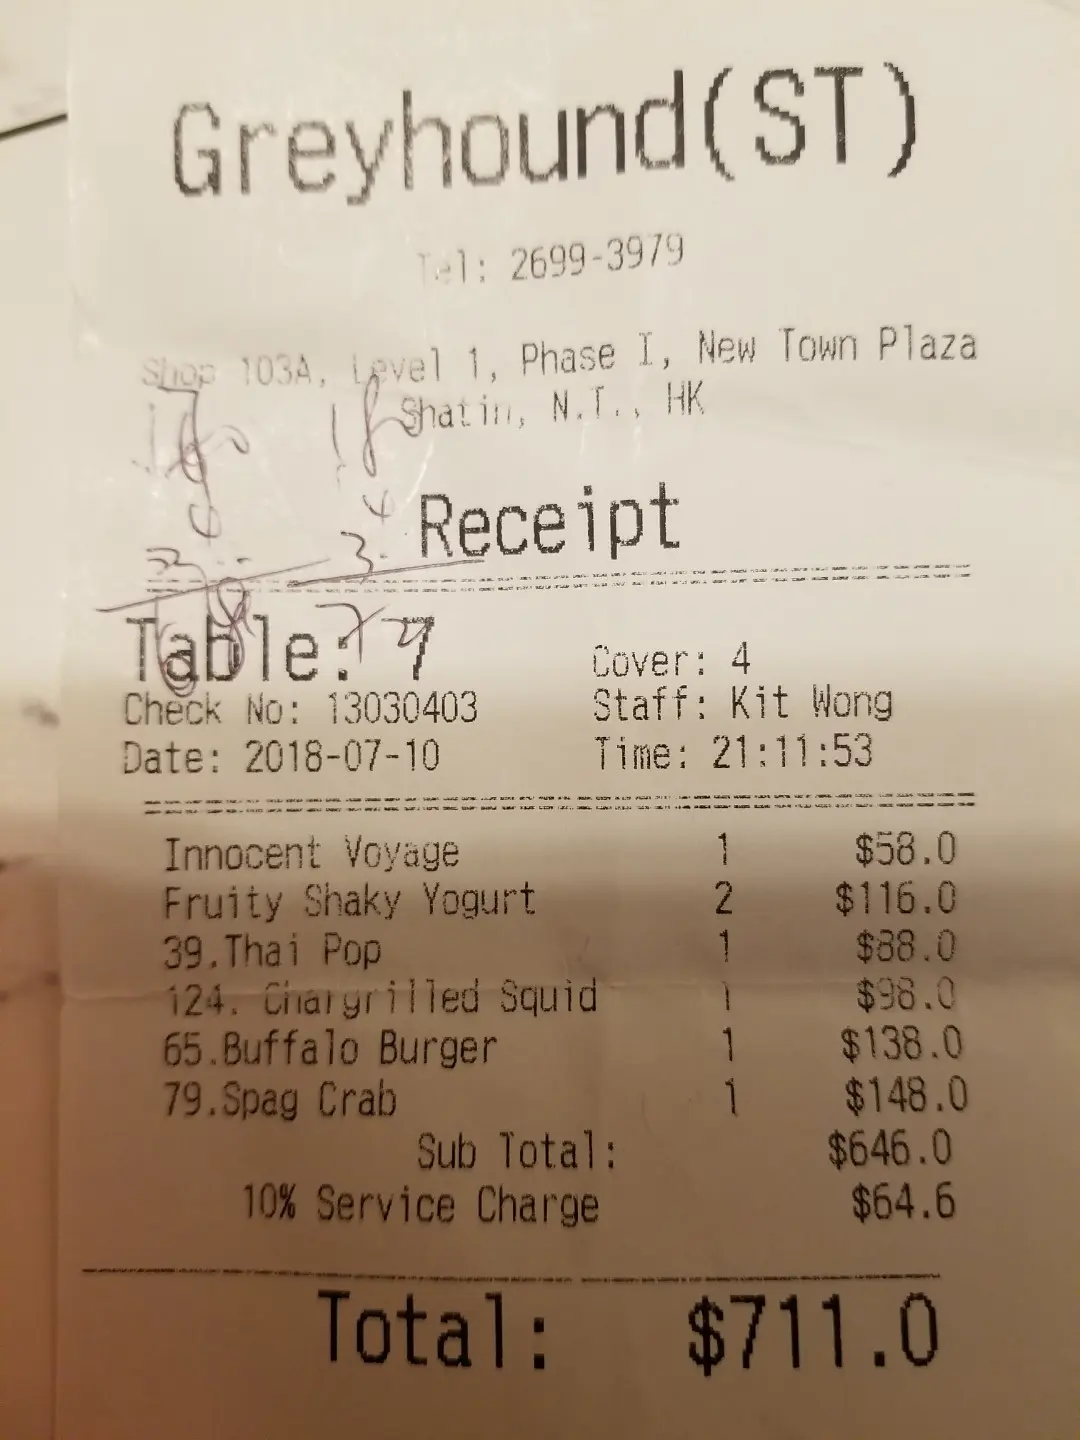 Greyhound(ST)
Tel: 2699-3979
Shop 103A, Level 1, Phase I, New Town Plaza
Shatin, N.T., HK
Receipt
Table: 7
Cover: 4
Check No: 13030403
Staff: Kit Wong
Date: 2018-07-10
Time: 21:11:53
Innocent Voyage 1 $58.0
Fruity Shaky Yogurt 2 $116.0
39.Thai Pop 1 $88.0
124. Chargrilled Squid 1 $98.0
65.Buffalo Burger 1 $138.0
79.Spag Crab 1 $148.0
Sub Total: $646.0
10% Service Charge $64.6
Total: $711.0